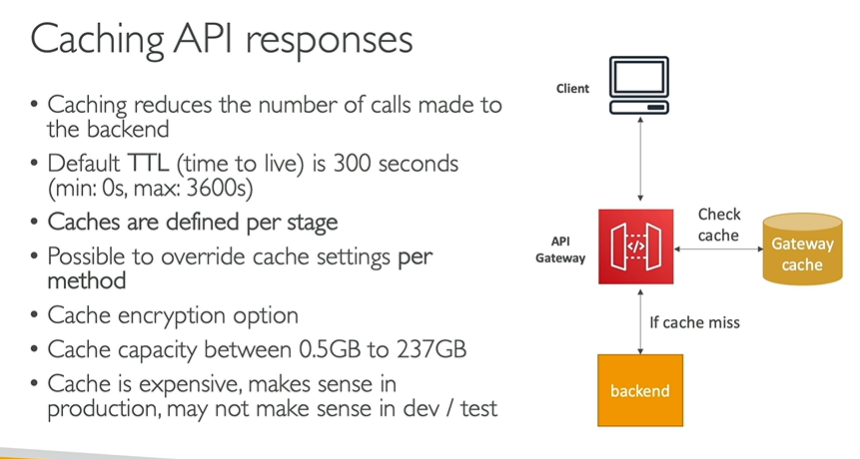 Caching API responses
• Caching reduces the number of calls made to
the backend
• Default TTL (time to live) is 300 seconds
(min: 0s, max: 3600s)
• Caches are defined per stage
• Possible to override cache settings per
method
• Cache encryption option
• Cache capacity between 0.5GB to 237GB
• Cache is expensive, makes sense in
production, may not make sense in dev / test
Client
API
Gateway
</>
Check
cache
Gateway
cache
If cache miss
backend